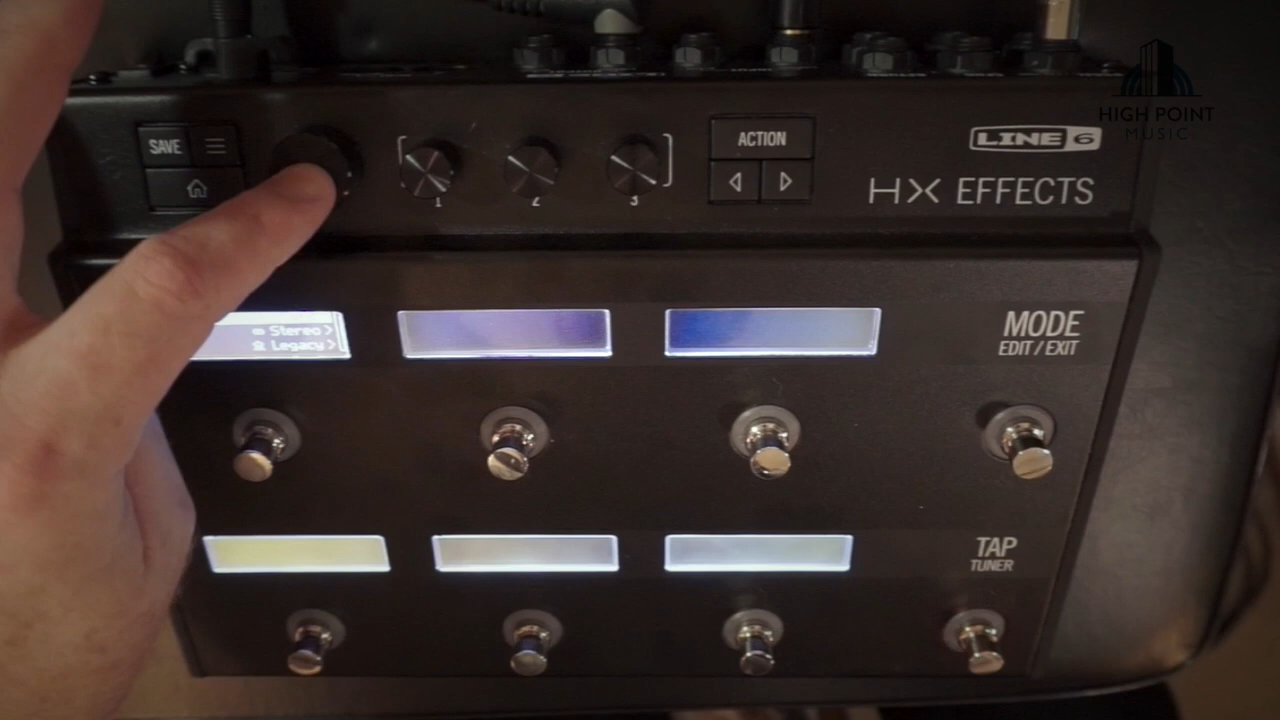 HIGH POINT
MUSIC
SAVE
ACTION
LINE 6
HX EFFECTS
1
2
3
Stereo >
Legacy >
MODE
EDIT / EXIT
TAP
TUNER